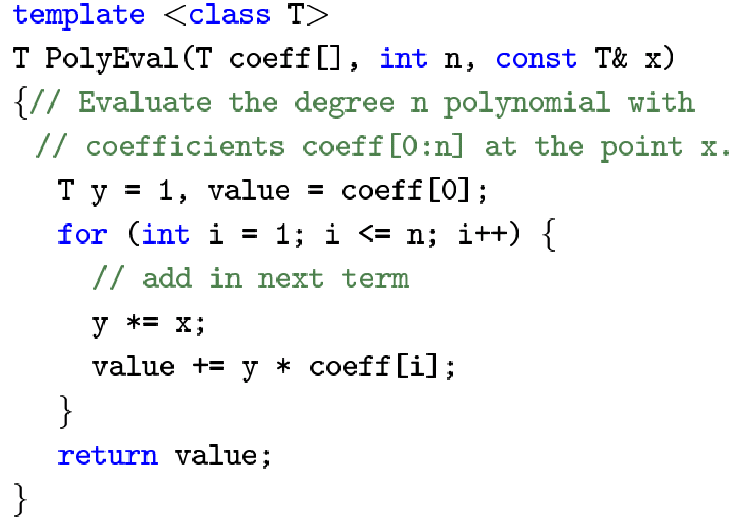 template <class T>
T PolyEval(T coeff[], int n, const T& x)
{// Evaluate the degree n polynomial with
// coefficients coeff[0:n] at the point x.
T y = 1, value = coeff[0];
for (int i = 1; i <= n; i++) {
// add in next term
y *= x;
value += y * coeff[i];
}
return value;
}